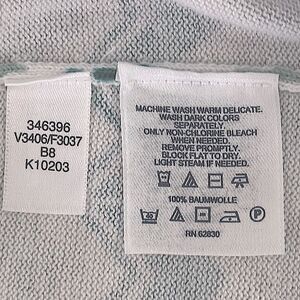 346396
V3406/F3037
B8
K10203
MACHINE WASH WARM DELICATE.
WASH DARK COLORS
SEPARATELY.
ONLY NON-CHLORINE BLEACH
WHEN NEEDED.
REMOVE PROMPTLY.
BLOCK FLAT TO DRY.
LIGHT STEAM IF NEEDED.
100% BAUMWOLLE
P
RN 62830